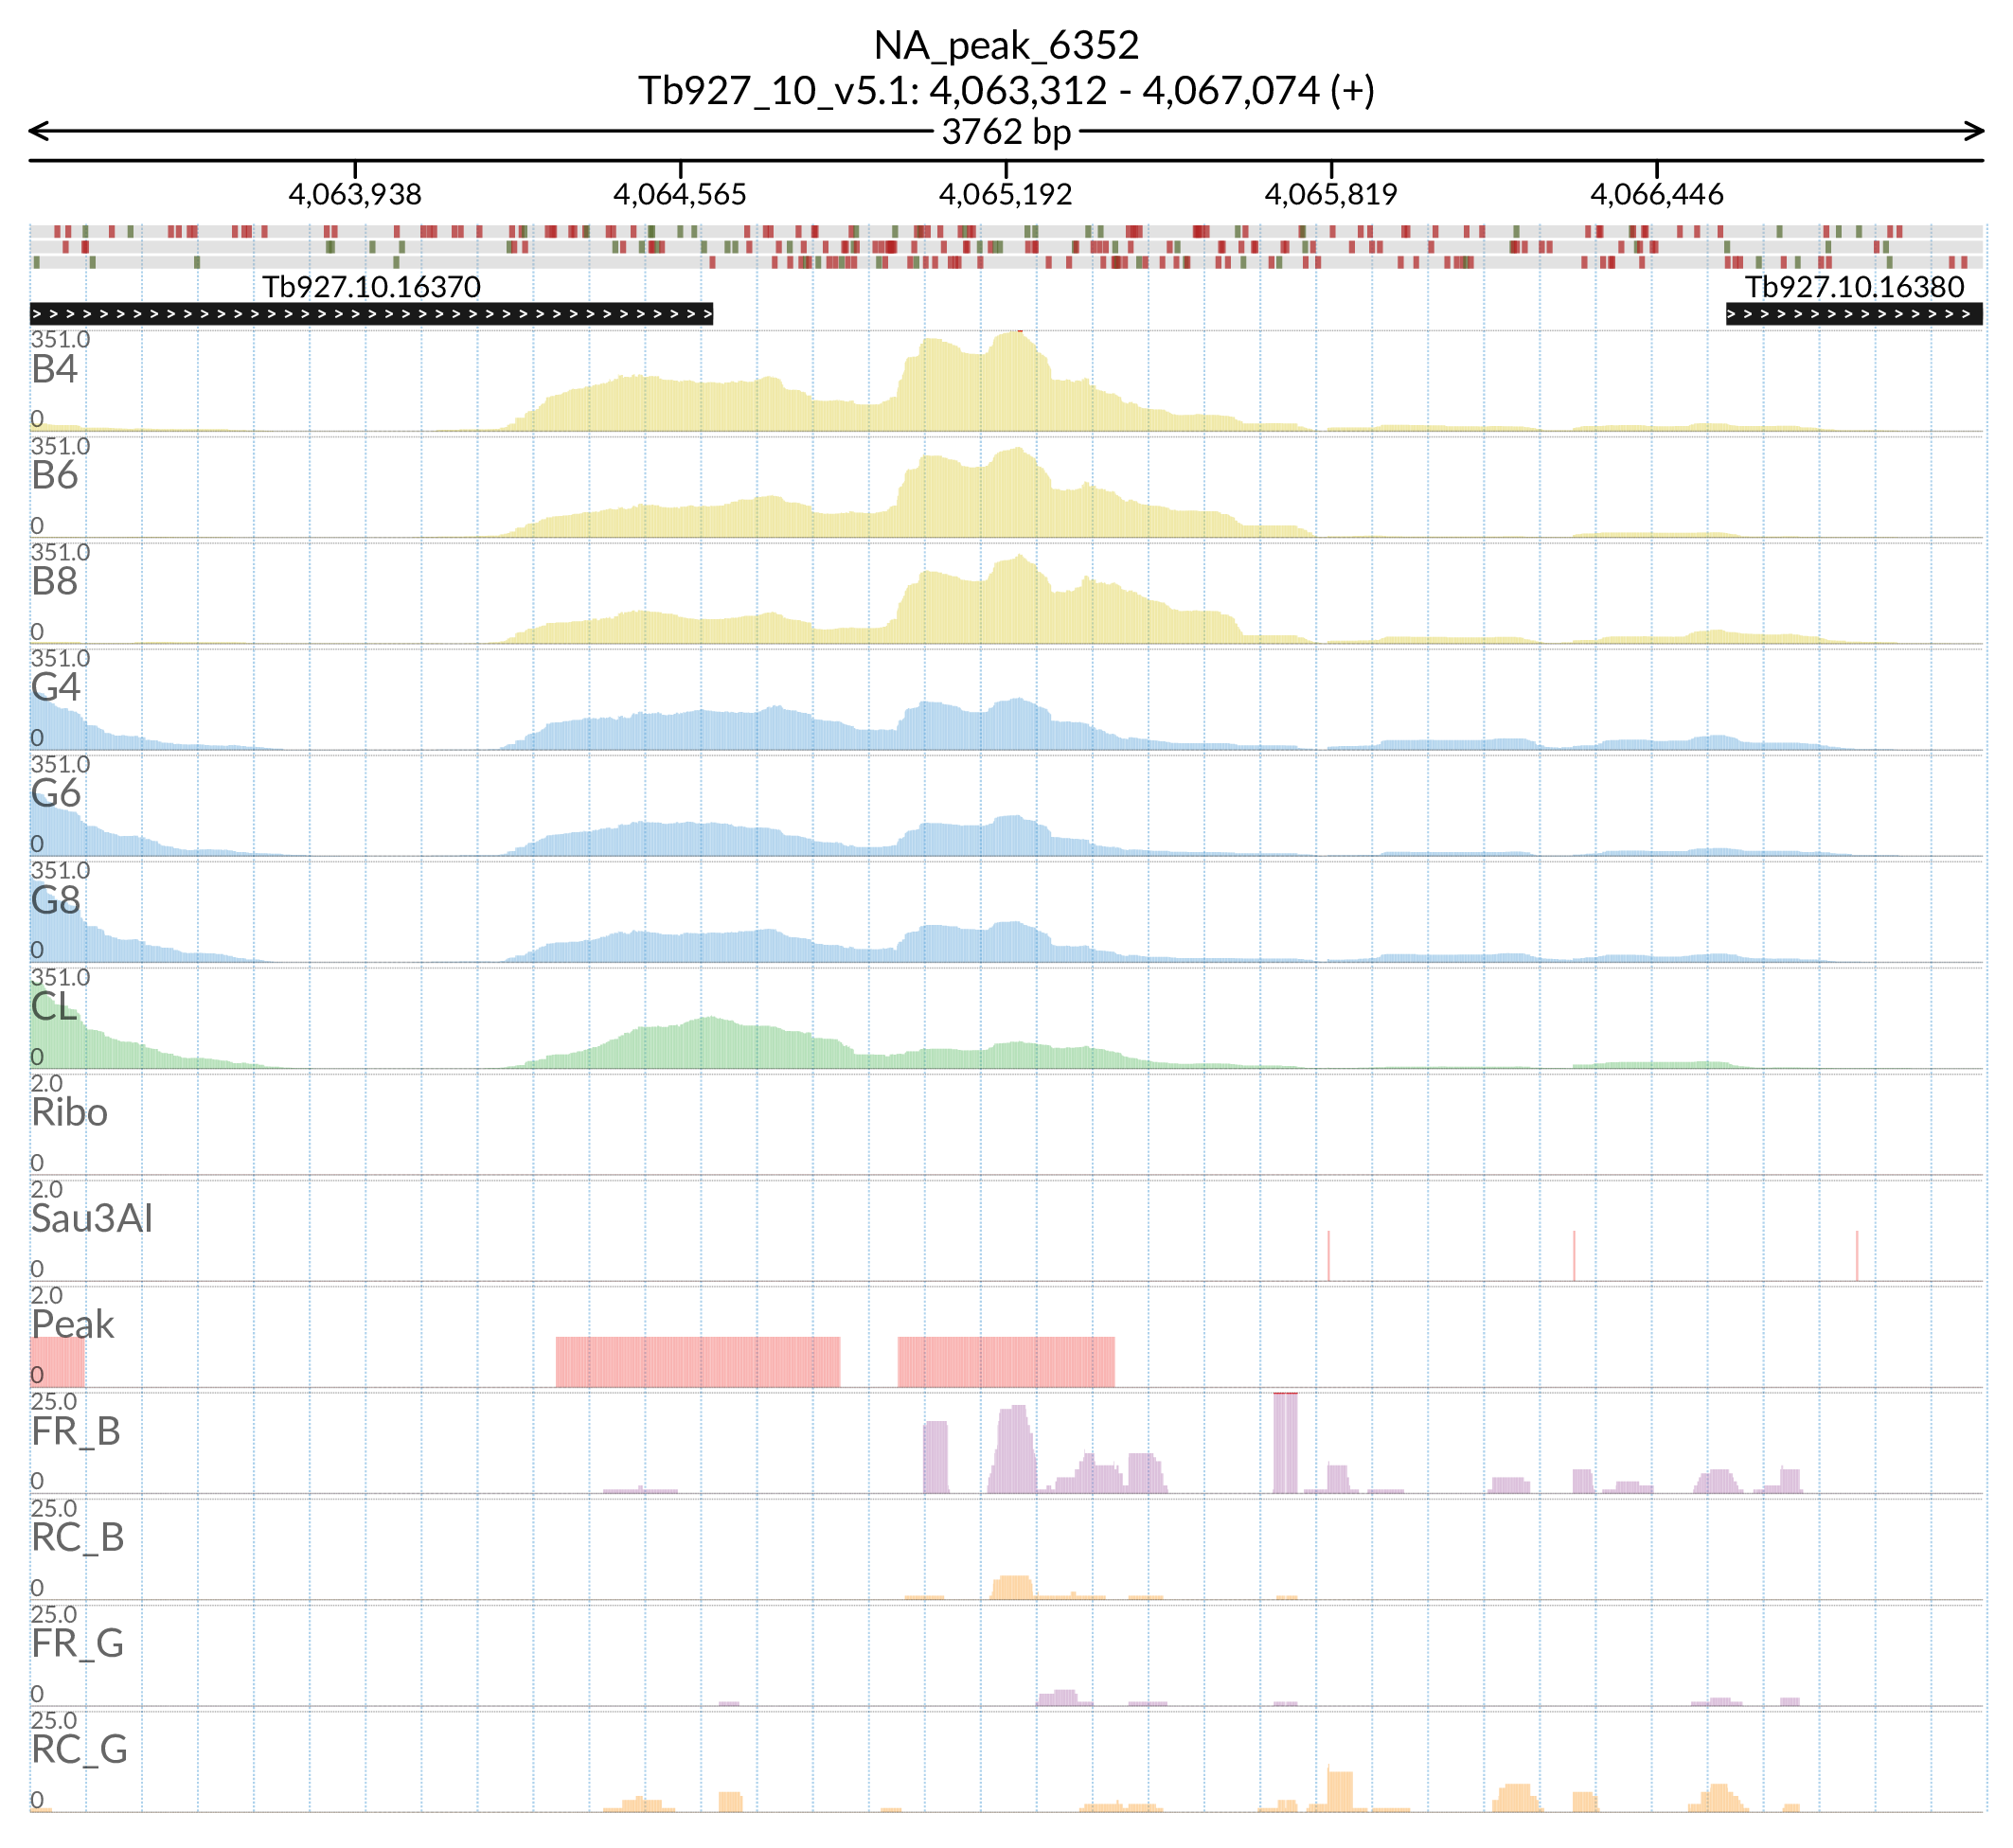 NA_peak_6352
Tb927_10_v5.1: 4,063,312 - 4,067,074 (+)
3762 bp
4,063,938 4,064,565 4,065,192 4,065,819 4,066,446
Tb927.10.16370 Tb927.10.16380
351.0
B4
0
351.0
B6
0
351.0
B8
0
351.0
G4
0
351.0
G6
0
351.0
G8
0
351.0
CL
0
2.0
Ribo
0
2.0
Sau3AI
0
2.0
Peak
0
25.0
FR_B
0
25.0
RC_B
0
25.0
FR_G
0
25.0
RC_G
0